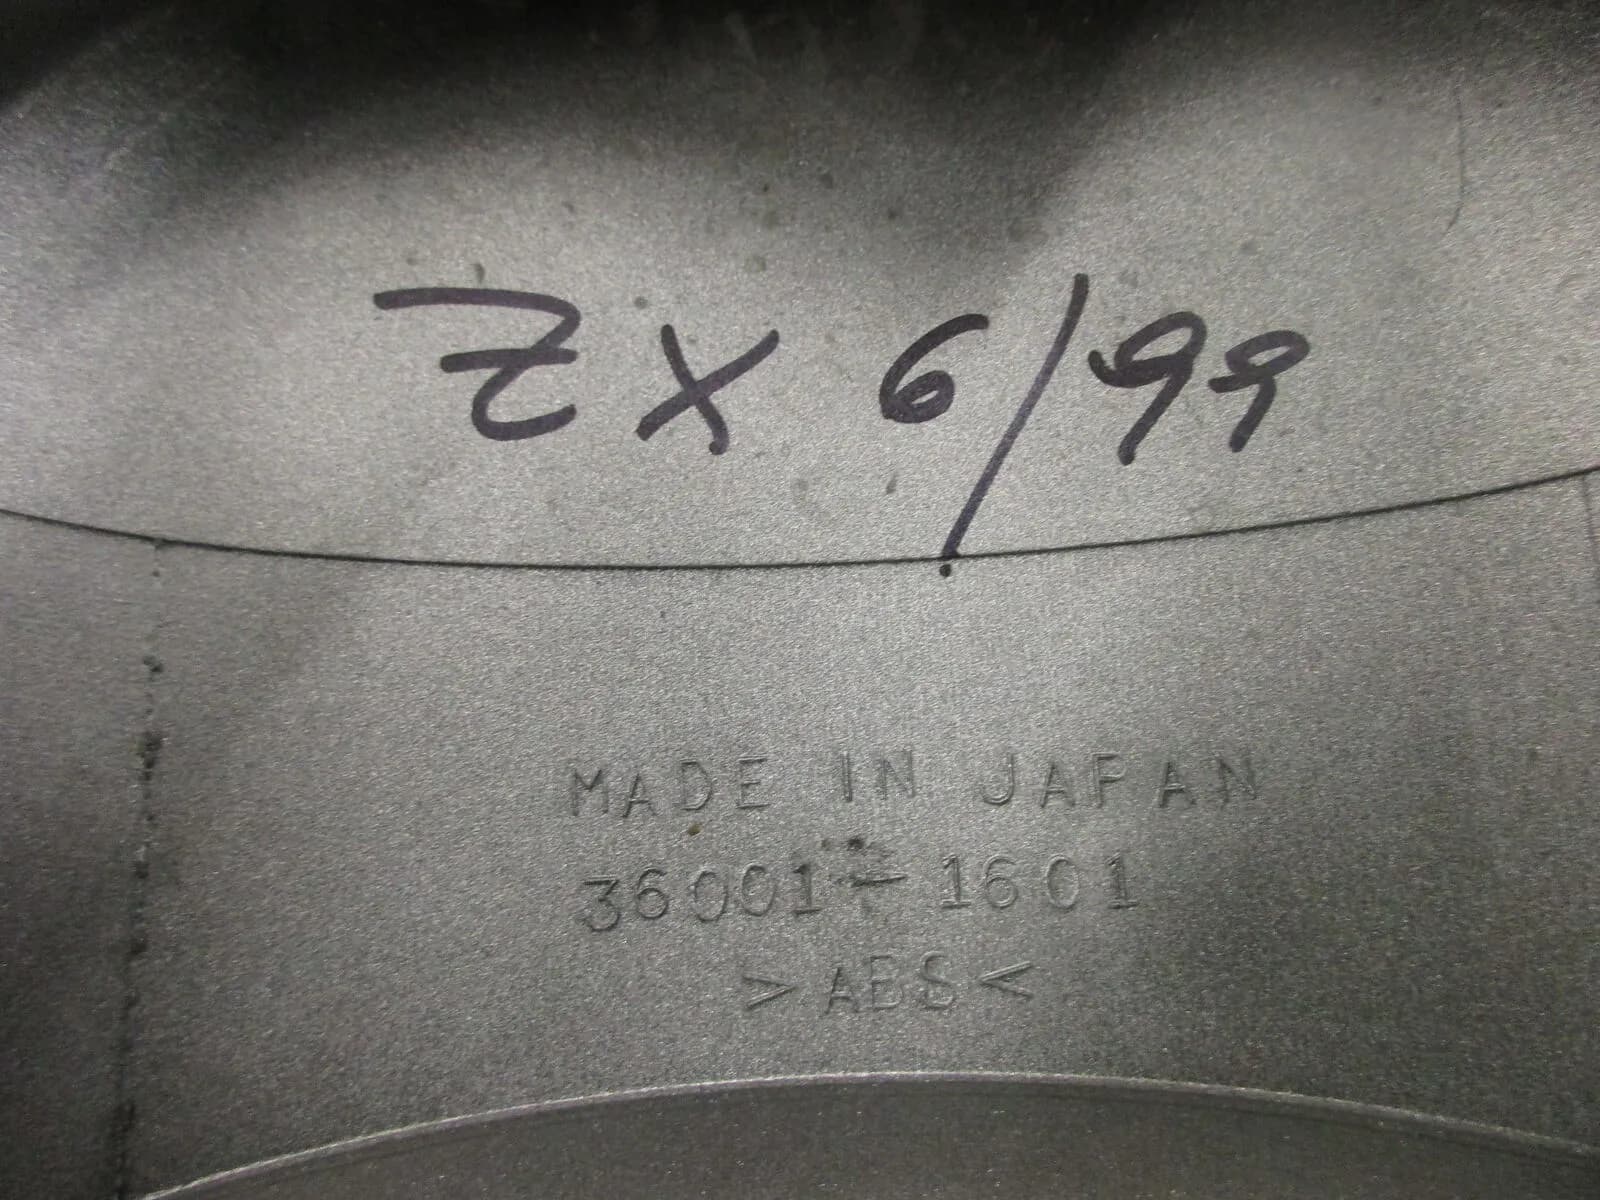 ZX 6/99
MADE IN JAPAN
36001-1601
>ABS<